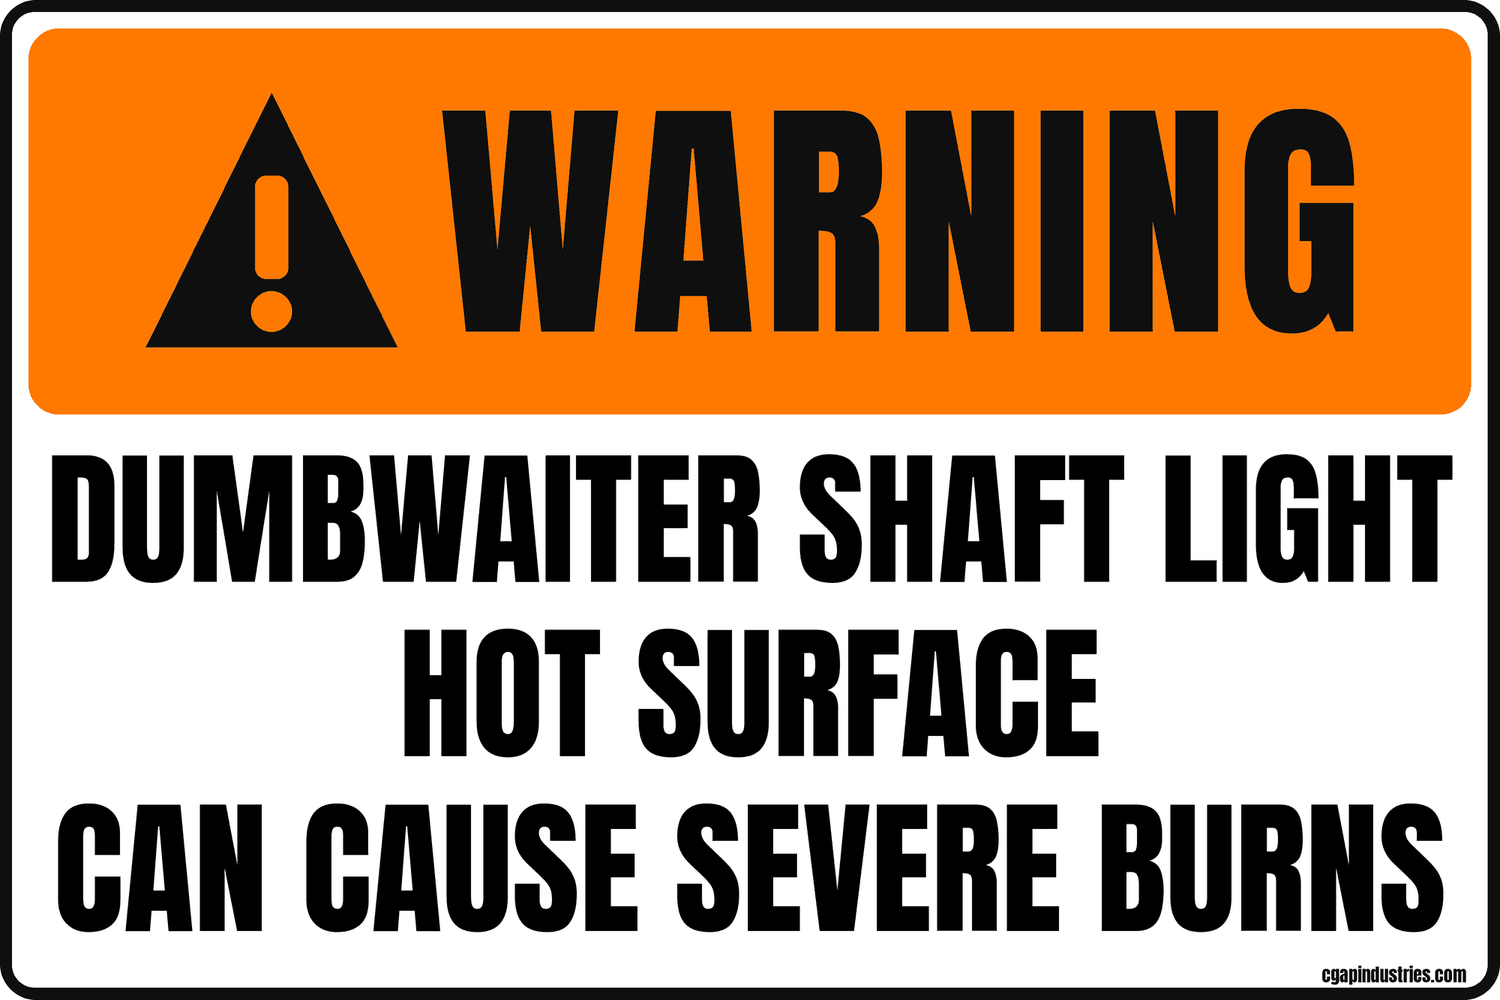 WARNING
DUMBWAITER SHAFT LIGHT
HOT SURFACE
CAN CAUSE SEVERE BURNS
cgapindustries.com